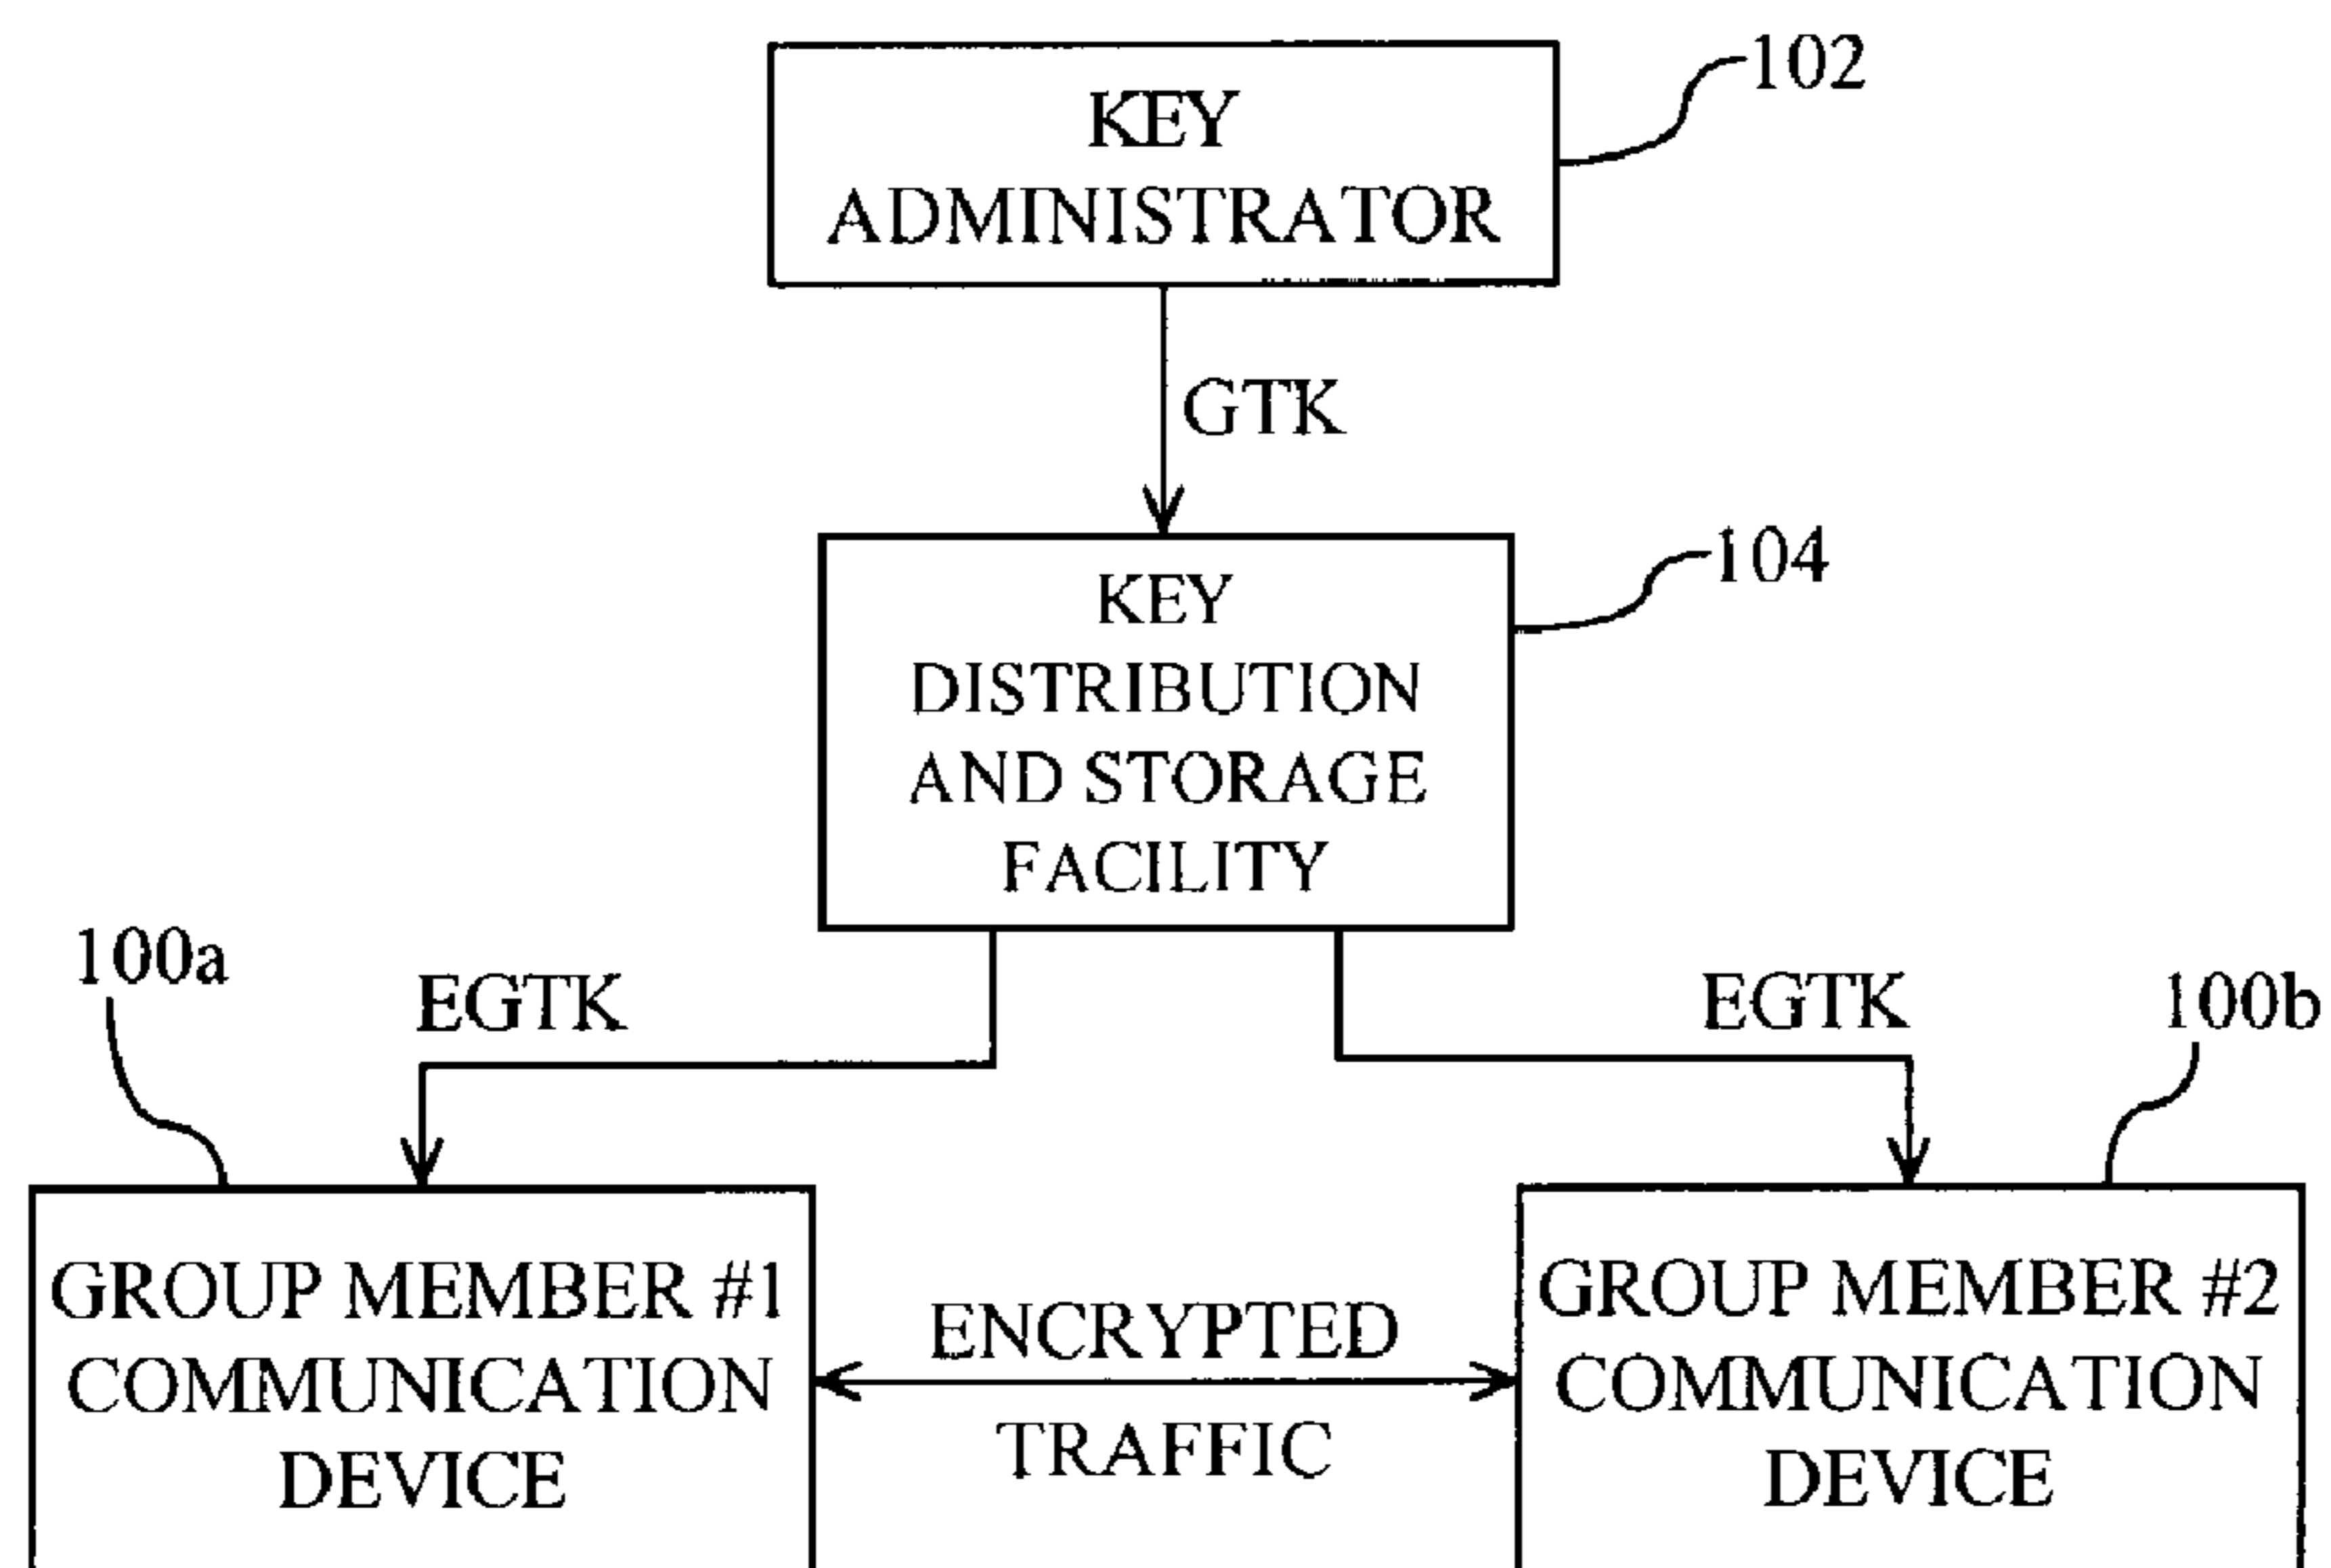 102
KEY
ADMINISTRATOR
GTK
104
KEY
DISTRIBUTION
AND STORAGE
FACILITY
100a
EGTK
EGTK
100b
GROUP MEMBER #1
COMMUNICATION
DEVICE
ENCRYPTED
TRAFFIC
GROUP MEMBER #2
COMMUNICATION
DEVICE